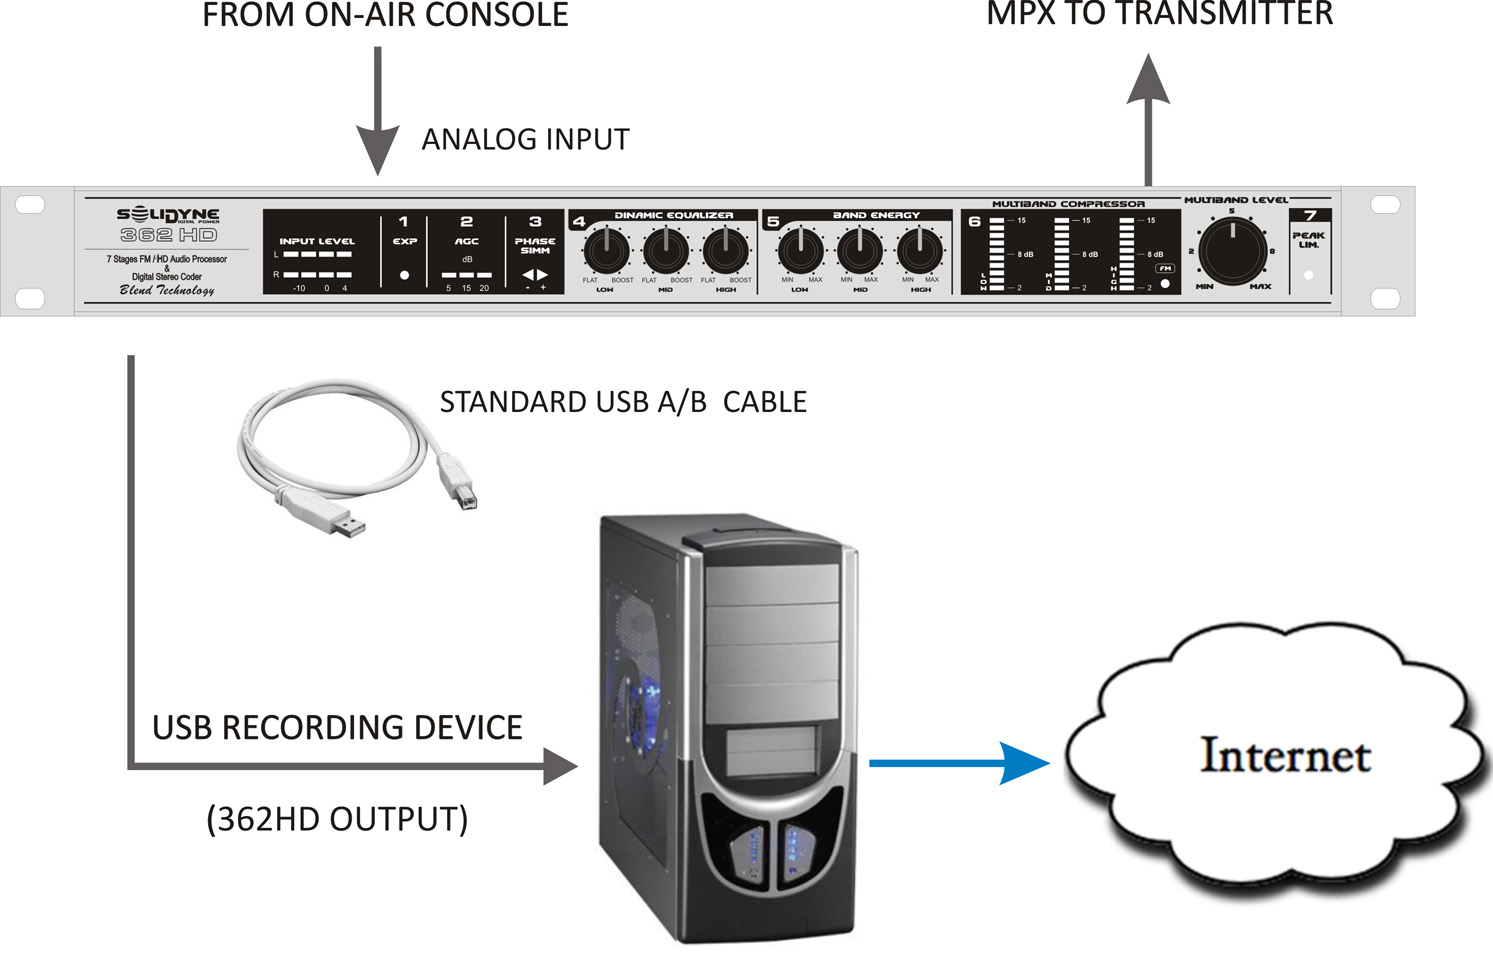 FROM ON-AIR CONSOLE
MPX TO TRANSMITTER
ANALOG INPUT
SOLIDYNE
DIGITAL POWER
362 HD
7 Stages FM / HD Audio Processor
&
Digital Stereo Coder
Blend Technology
INPUT LEVEL
L
R
-10 0 4
1
EXP
2
AGC
dB
5 15 20
3
PHASE
SIMM
- +
4 DINAMIC EQUALIZER
FLAT BOOST FLAT BOOST FLAT BOOST
LOW MID HIGH
5 BAND ENERGY
MIN MAX MIN MAX MIN MAX
LOW MID HIGH
MULTIBAND COMPRESSOR
6
15 15 15
8 dB 8 dB 8 dB
2 2 2
LOW MID HIGH
FM
MULTIBAND LEVEL
5
2 8
MIN MAX
7
PEAK
LIM.
STANDARD USB A/B CABLE
USB RECORDING DEVICE
(362HD OUTPUT)
Internet